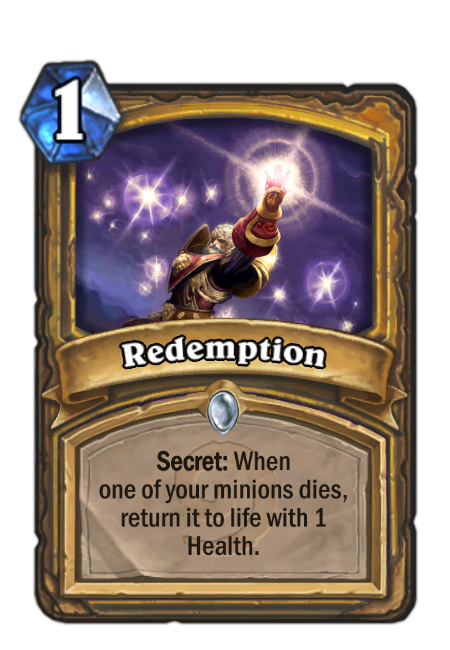 1
Redemption
Secret: When
one of your minions dies,
return it to life with 1
Health.